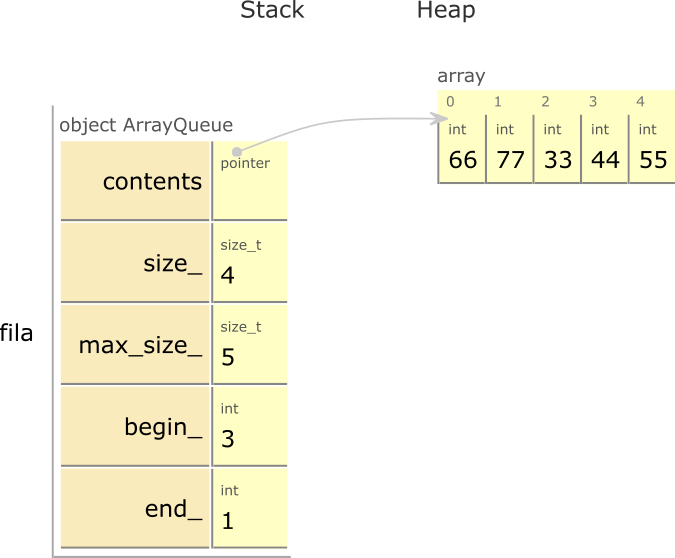 Stack Heap
array
0 1 2 3 4
int int int int int
66 77 33 44 55
object ArrayQueue
pointer
contents
size_t
size_ 4
size_t
max_size_ 5
fila
int
begin_ 3
int
end_ 1